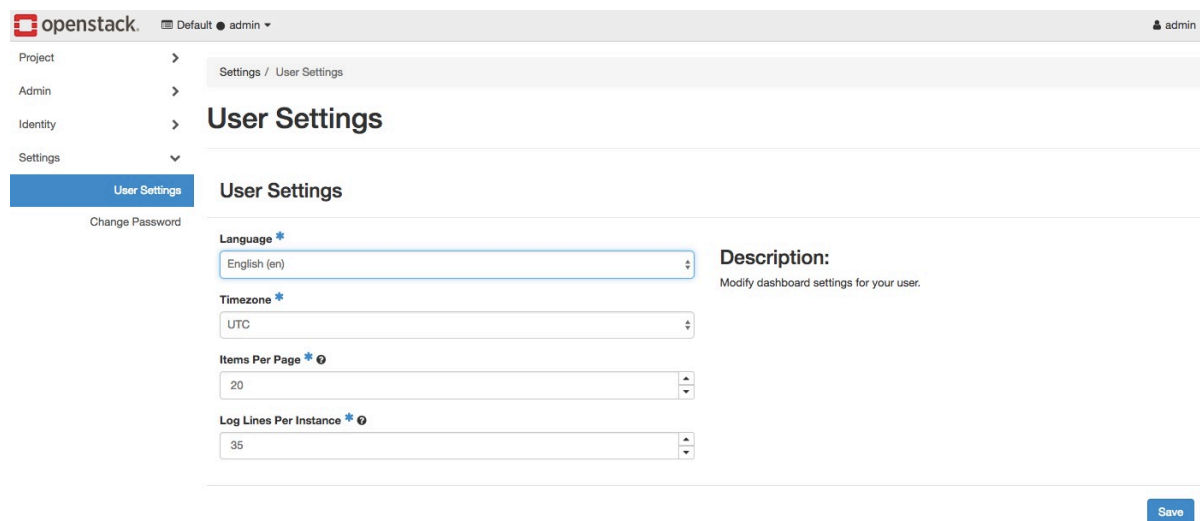 openstack. Default ● admin admin
Project
Admin
Identity
Settings
User Settings
Change Password
Settings / User Settings
User Settings
User Settings
Language *
English (en)
Timezone *
UTC
Items Per Page *
20
Log Lines Per Instance *
35
Description:
Modify dashboard settings for your user.
Save